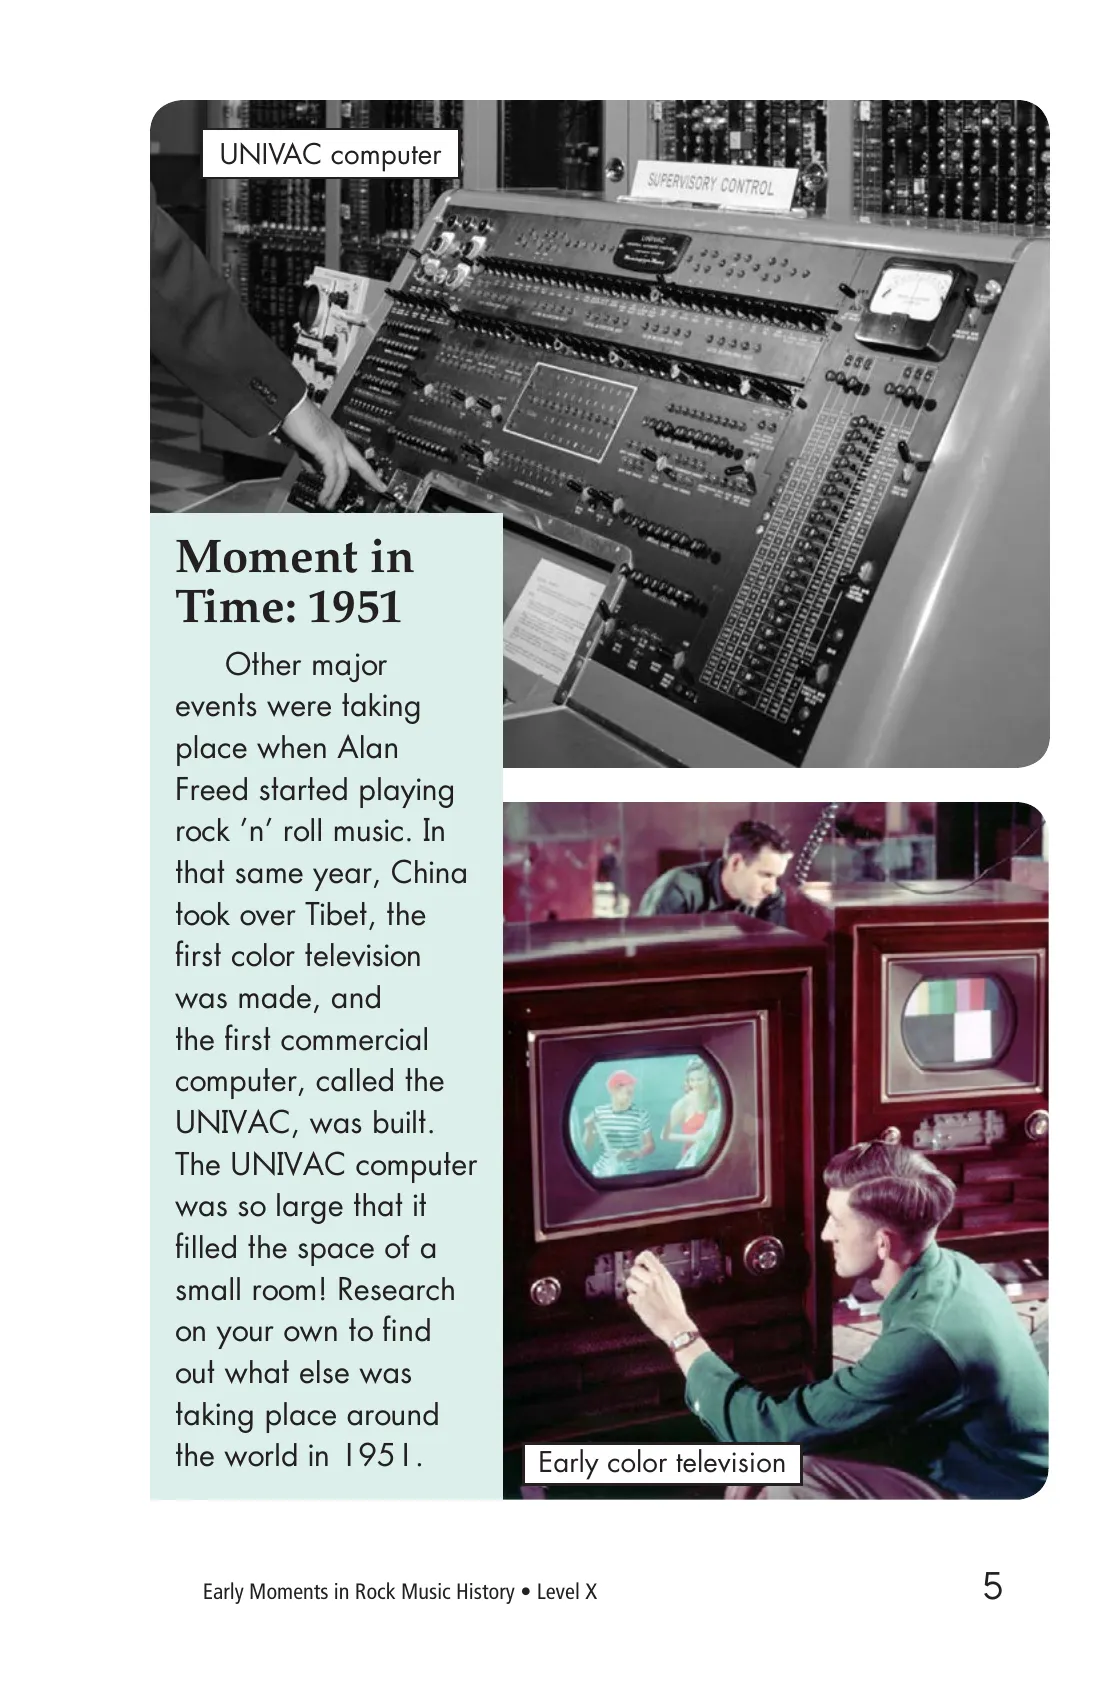 UNIVAC computer
SUPERVISORY CONTROL
UNIVAC
Moment in
Time: 1951
Other major
events were taking
place when Alan
Freed started playing
rock ’n’ roll music. In
that same year, China
took over Tibet, the
first color television
was made, and
the first commercial
computer, called the
UNIVAC, was built.
The UNIVAC computer
was so large that it
filled the space of a
small room! Research
on your own to find
out what else was
taking place around
the world in 1951.
Early color television
Early Moments in Rock Music History • Level X
5